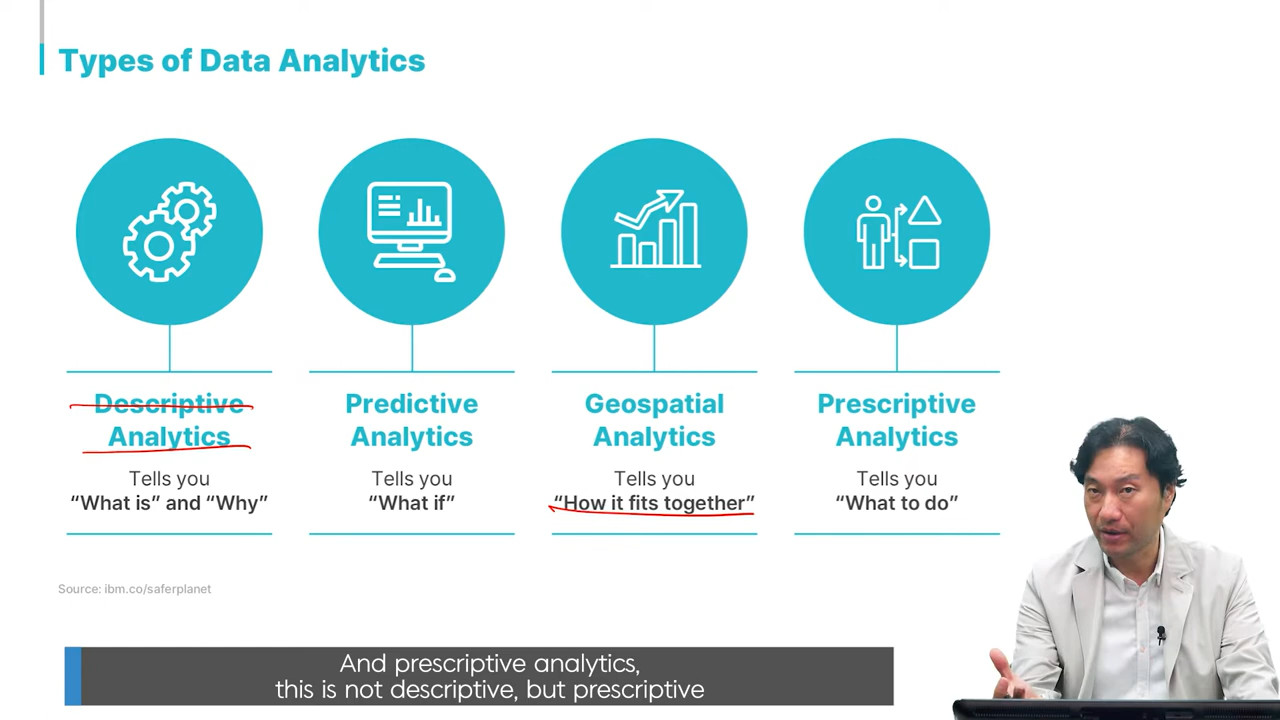 Types of Data Analytics
Descriptive
Analytics
Tells you
“What is” and “Why”
Predictive
Analytics
Tells you
“What if”
Geospatial
Analytics
Tells you
“How it fits together”
Prescriptive
Analytics
Tells you
“What to do”
Source: ibm.co/saferplanet
And prescriptive analytics,
this is not descriptive, but prescriptive